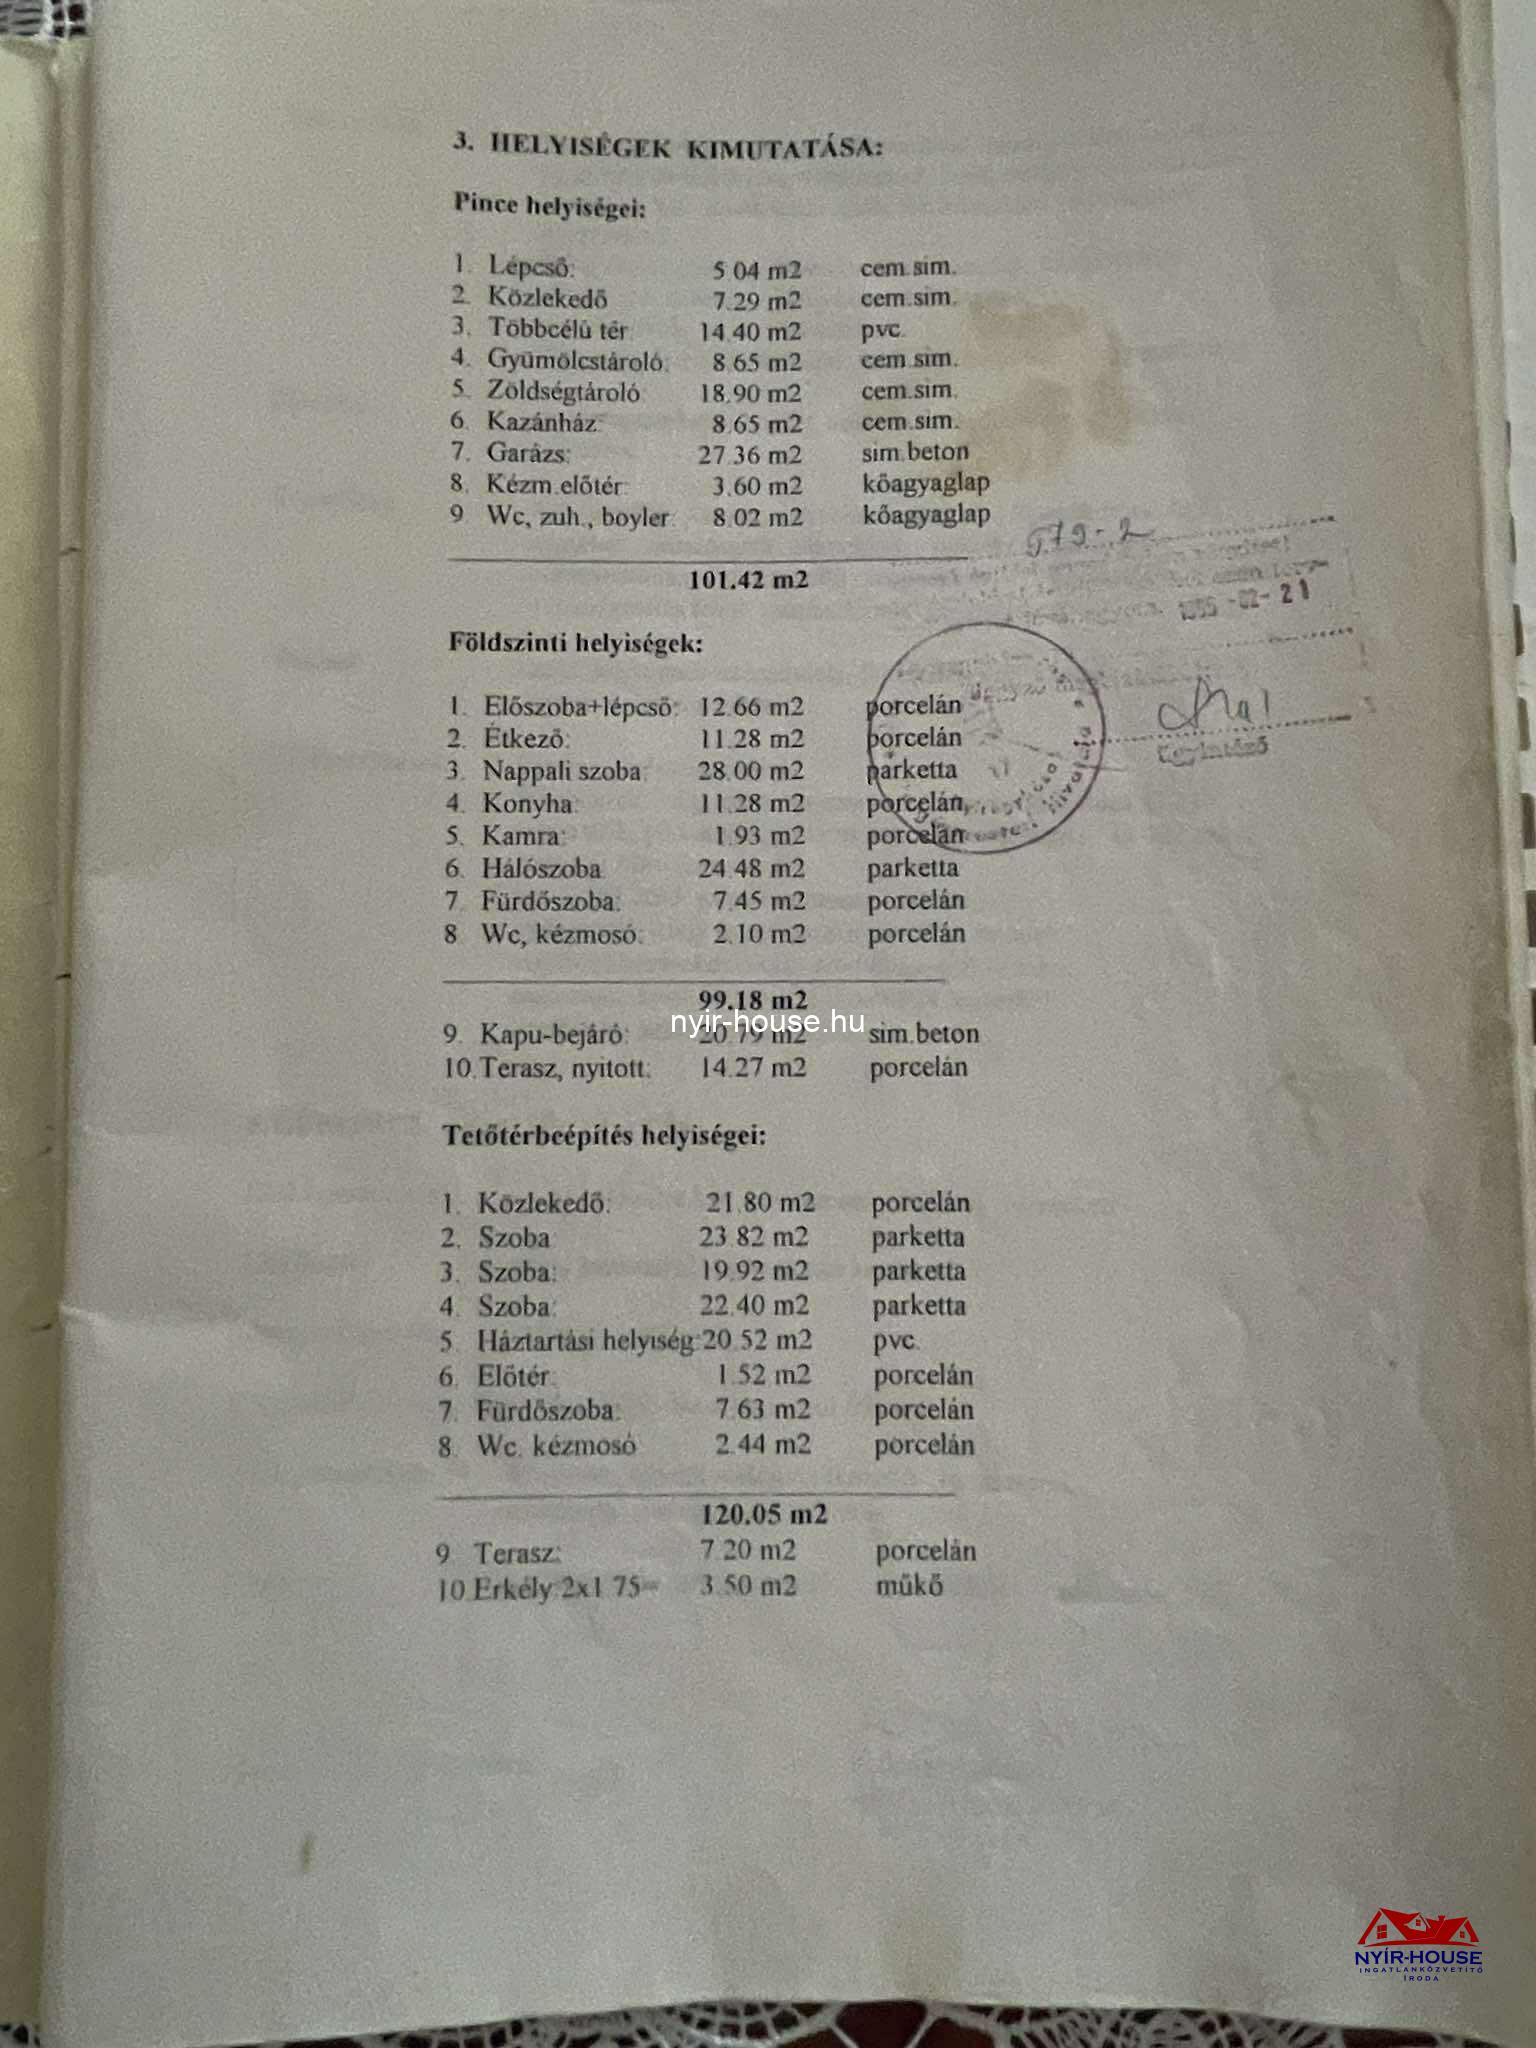 3. HELYISÉGEK KIMUTATÁSA:
Pince helyiségei:
1. Lépcső: 5.04 m2 cem.sim.
2. Közlekedő 7.29 m2 cem.sim.
3. Többcélú tér 14.40 m2 pvc.
4. Gyümölcstároló: 8.65 m2 cem.sim.
5. Zöldségtároló 18.90 m2 cem.sim.
6. Kazánház: 8.65 m2 cem.sim.
7. Garázs: 27.36 m2 sim.beton
8. Kézm.előtér 3.60 m2 kőagyaglap
9 Wc, zuh., boyler: 8.02 m2 kőagyaglap
579-2
101.42 m2
1995 -02- 21
Földszinti helyiségek:
1. Előszoba+lépcső: 12.66 m2 porcelán
2. Étkező: 11.28 m2 porcelán
3. Nappali szoba: 28.00 m2 parketta
ügyintéző
4. Konyha: 11.28 m2 porcelán
5. Kamra: 1.93 m2 porcelán
6. Hálószoba 24.48 m2 parketta
7. Fürdőszoba: 7.45 m2 porcelán
8 Wc, kézmosó: 2.10 m2 porcelán
99.18 m2
nyir-house.hu
9. Kapu-bejáró: 20.79 m2 sim.beton
10.Terasz, nyitott: 14.27 m2 porcelán
Tetőtérbeépítés helyiségei:
1. Közlekedő: 21.80 m2 porcelán
2. Szoba 23.82 m2 parketta
3. Szoba: 19.92 m2 parketta
4. Szoba: 22.40 m2 parketta
5. Háztartási helyiség:20.52 m2 pvc.
6. Előtér: 1.52 m2 porcelán
7. Fürdőszoba: 7.63 m2 porcelán
8. Wc, kézmosó 2.44 m2 porcelán
120.05 m2
9 Terasz: 7.20 m2 porcelán
10.Erkély:2x1.75= 3.50 m2 műkő
NYÍR-HOUSE
INGATLANKÖZVETÍTŐ
IRODA